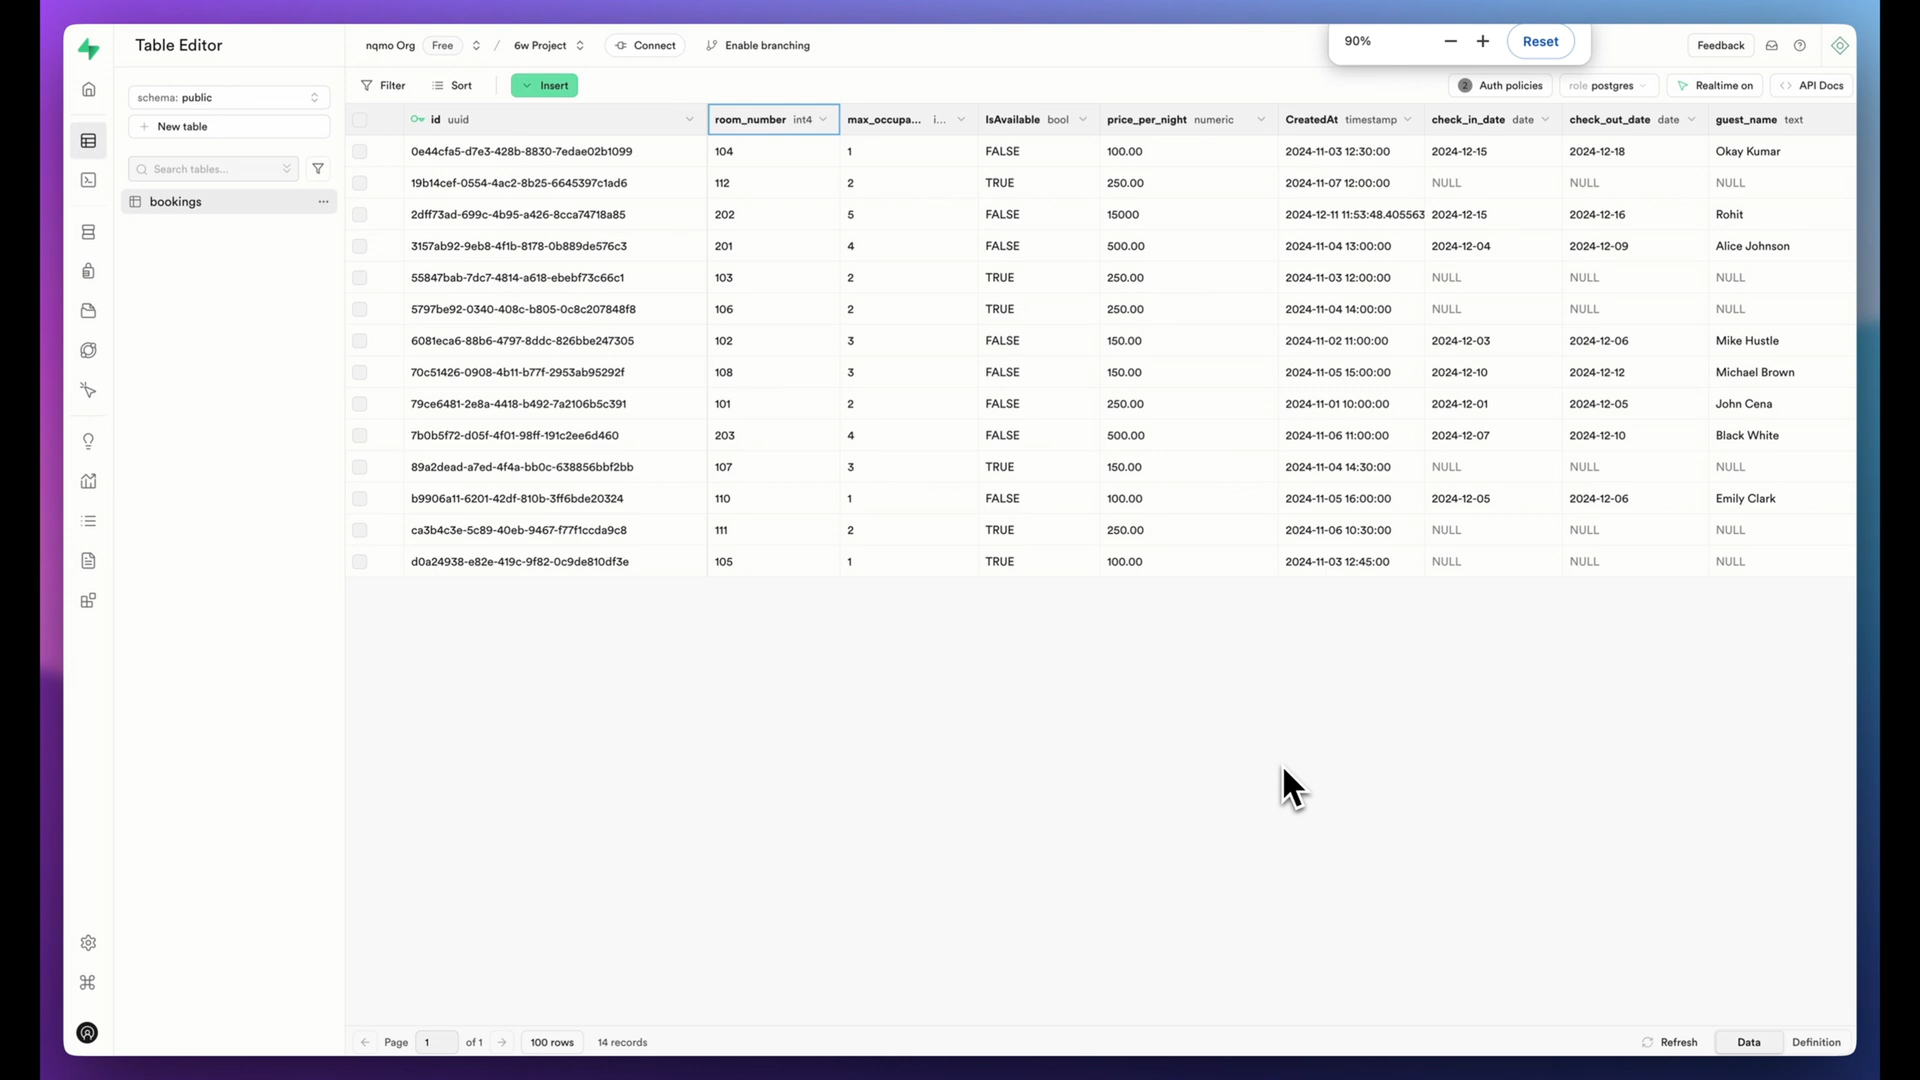 Table Editor
nqmo Org Free / 6w Project Connect Enable branching
90% Reset
Feedback
schema: public
New table
Search tables...
bookings
Filter Sort Insert
2 Auth policies role postgres Realtime on API Docs
id uuid room_number int4 max_occupa... i... IsAvailable bool price_per_night numeric CreatedAt timestamp check_in_date date check_out_date date guest_name text
0e44cfa5-d7e3-428b-8830-7edae02b1099 104 1 FALSE 100.00 2024-11-03 12:30:00 2024-12-15 2024-12-18 Okay Kumar
19b14cef-0554-4ac2-8b25-6645397c1ad6 112 2 TRUE 250.00 2024-11-07 12:00:00 NULL NULL NULL
2dff73ad-699c-4b95-a426-8cca74718a85 202 5 FALSE 15000 2024-12-11 11:53:48.405563 2024-12-15 2024-12-16 Rohit
3157ab92-9eb8-4f1b-8178-0b889de576c3 201 4 FALSE 500.00 2024-11-04 13:00:00 2024-12-04 2024-12-09 Alice Johnson
55847bab-7dc7-4814-a618-ebebf73c66c1 103 2 TRUE 250.00 2024-11-03 12:00:00 NULL NULL NULL
5797be92-0340-408c-b805-0c8c207848f8 106 2 TRUE 250.00 2024-11-04 14:00:00 NULL NULL NULL
6081eca6-88b6-4797-8ddc-826bbe247305 102 3 FALSE 150.00 2024-11-02 11:00:00 2024-12-03 2024-12-06 Mike Hustle
70c51426-0908-4b11-b77f-2953ab95292f 108 3 FALSE 150.00 2024-11-05 15:00:00 2024-12-10 2024-12-12 Michael Brown
79ce6481-2e8a-4418-b492-7a2106b5c391 101 2 FALSE 250.00 2024-11-01 10:00:00 2024-12-01 2024-12-05 John Cena
7b0b5f72-d05f-4f01-98ff-191c2ee6d460 203 4 FALSE 500.00 2024-11-06 11:00:00 2024-12-07 2024-12-10 Black White
89a2dead-a7ed-4f4a-bb0c-638856bbf2bb 107 3 TRUE 150.00 2024-11-04 14:30:00 NULL NULL NULL
b9906a11-6201-42df-810b-3ff6bde20324 110 1 FALSE 100.00 2024-11-05 16:00:00 2024-12-05 2024-12-06 Emily Clark
ca3b4c3e-5c89-40eb-9467-f77f1ccda9c8 111 2 TRUE 250.00 2024-11-06 10:30:00 NULL NULL NULL
d0a24938-e82e-419c-9f82-0c9de810df3e 105 1 TRUE 100.00 2024-11-03 12:45:00 NULL NULL NULL
Page 1 of 1 100 rows 14 records Refresh Data Definition